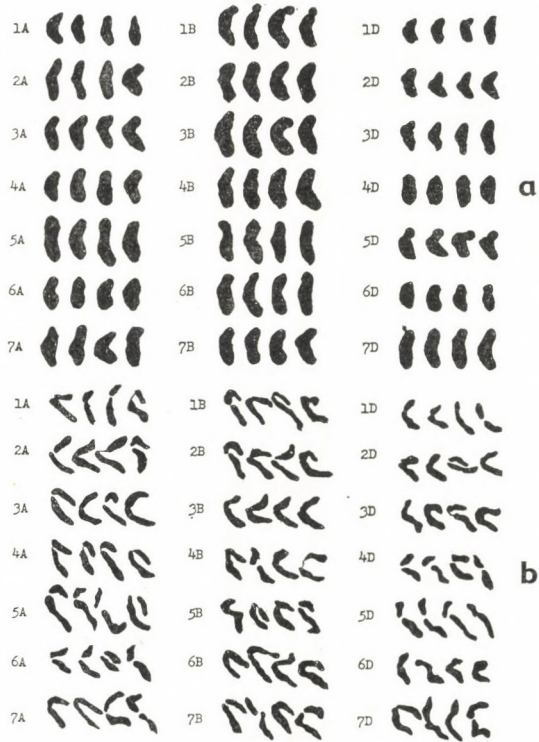 1A 1B 1D
2A 2B 2D
3A 3B 3D
a
4A 4B 4D
5A 5B 5D
6A 6B 6D
7A 7B 7D
1A 1B 1D
2A 2B 2D
3A 3B 3D
4A 4B 4D
b
5A 5B 5D
6A 6B 6D
7A 7B 7D